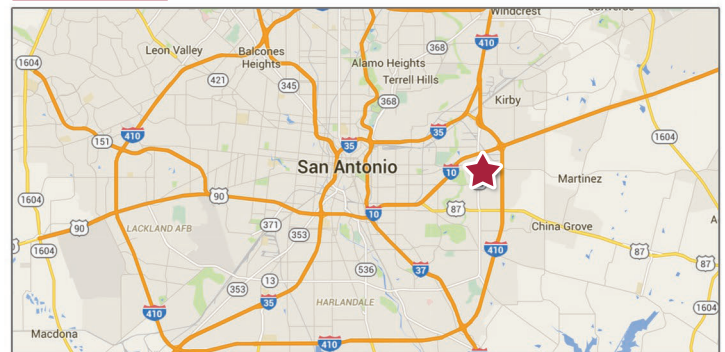 Windcrest
Converse
410
368
Leon Valley
Balcones
Heights
Alamo Heights
Terrell Hills
1604
421
345
368
Kirby
410
151
35
35
1604
San Antonio
10
Martinez
1604
90
87
10
90
LACKLAND AFB
371
353
China Grove
1604
410
87
87
536
37
13
353
35
HARLANDALE
1604
410
Macdona
410